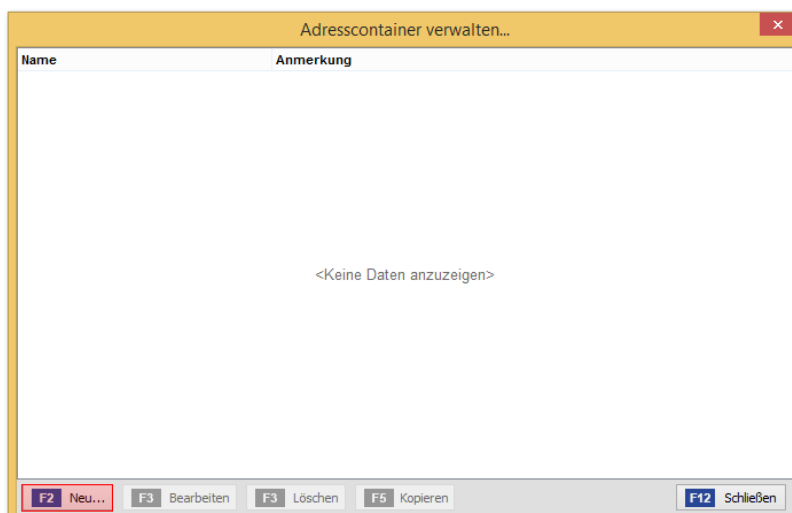 Adresscontainer verwalten...
Name Anmerkung
<Keine Daten anzuzeigen>
F2 Neu... F3 Bearbeiten F3 Löschen F5 Kopieren F12 Schließen